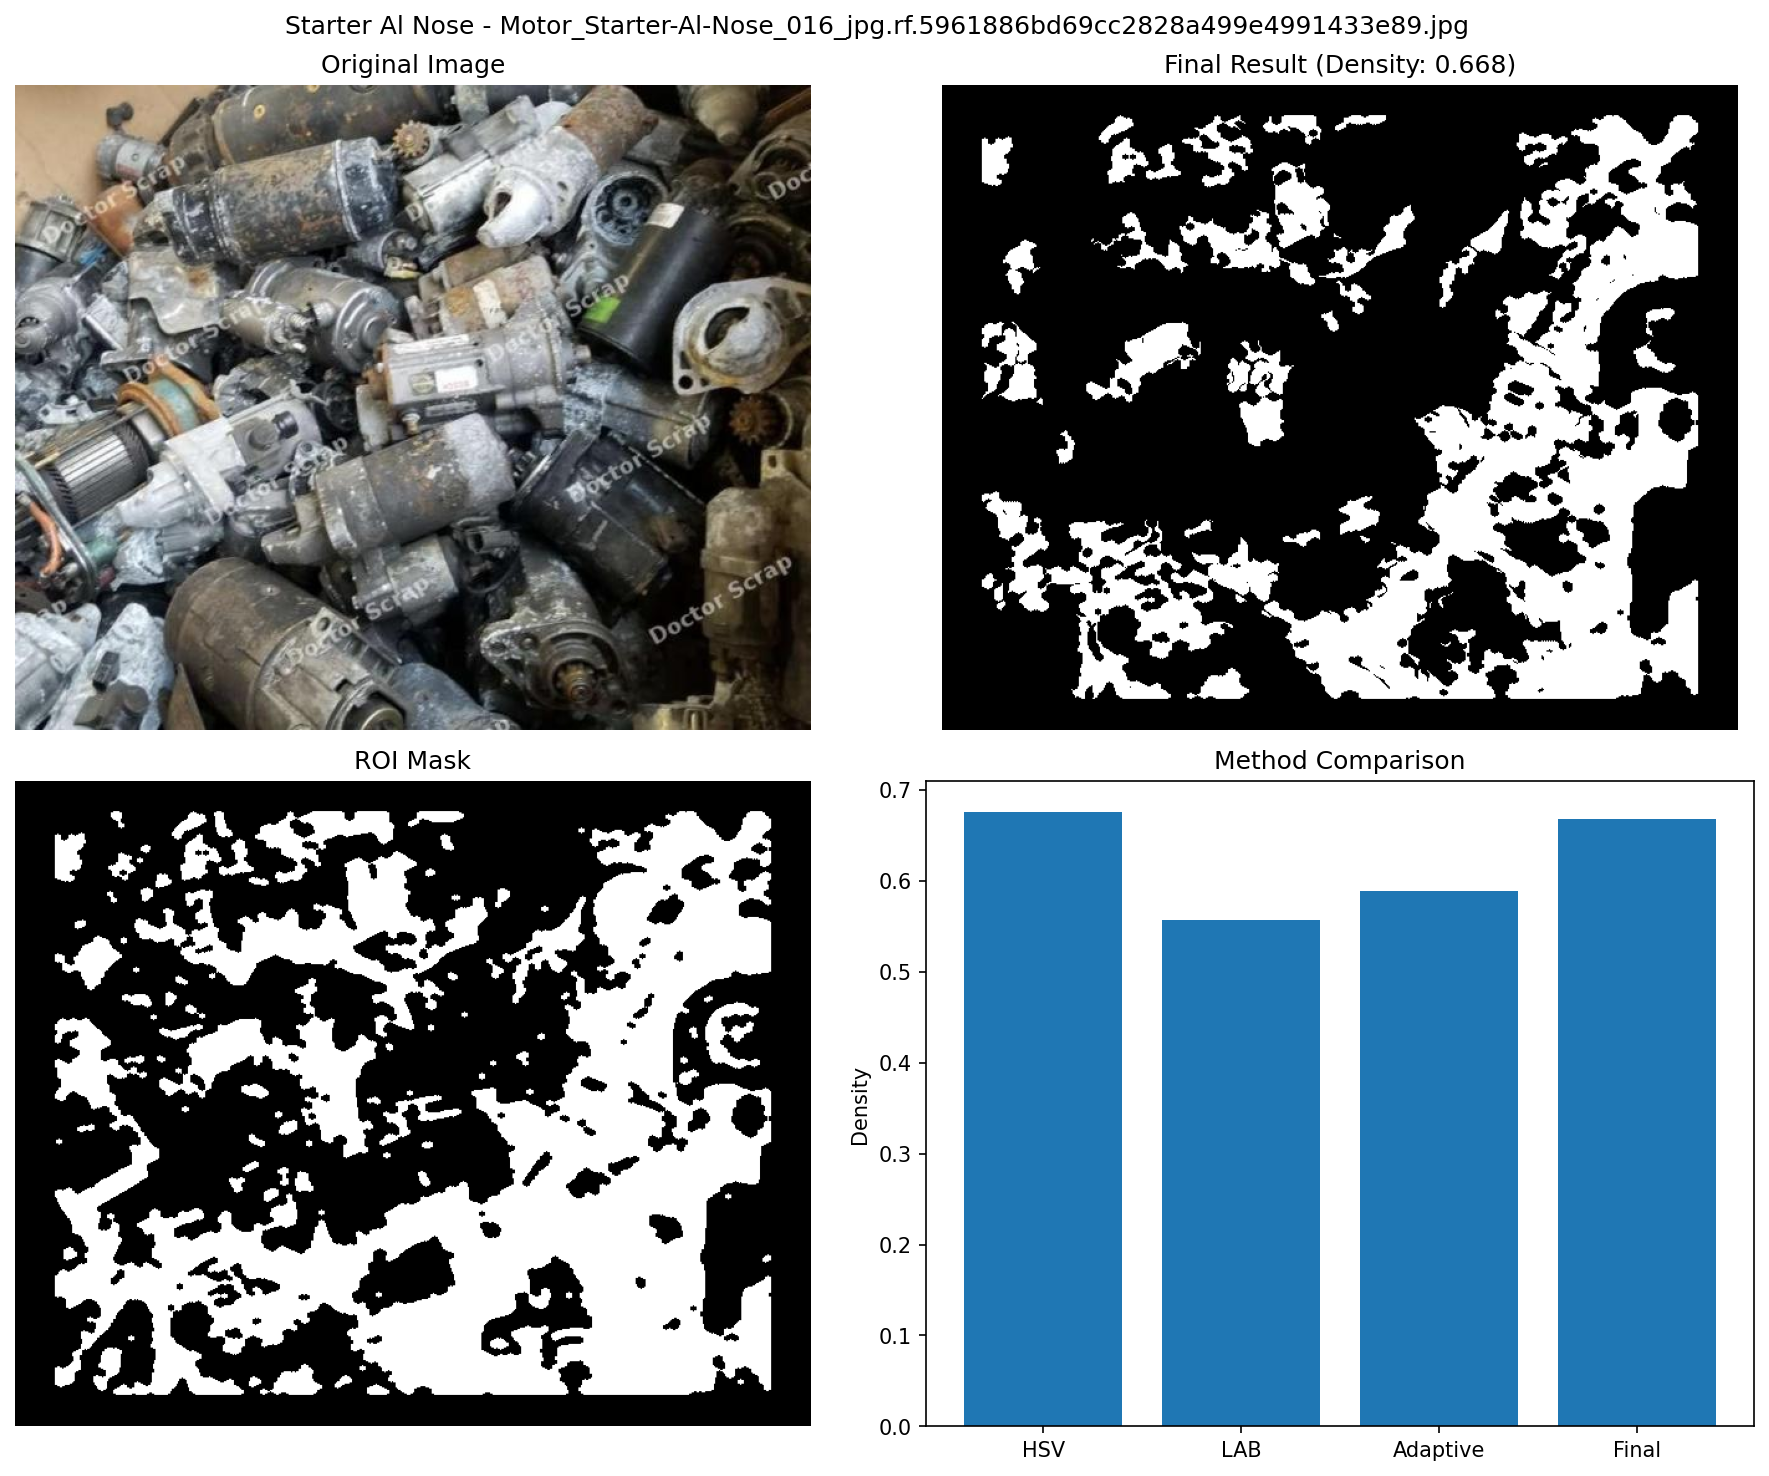 Starter Al Nose - Motor_Starter-Al-Nose_016_jpg.rf.5961886bd69cc2828a499e4991433e89.jpg
Original Image
Doctor Scrap
Doct
Doctor Scrap
Doctor Scrap
Doctor Scrap
Doctor Scrap
Doctor Scrap
Doctor Scrap
Final Result (Density: 0.668)
ROI Mask
Method Comparison
Density
0.7
0.6
0.5
0.4
0.3
0.2
0.1
0.0
HSV
LAB
Adaptive
Final